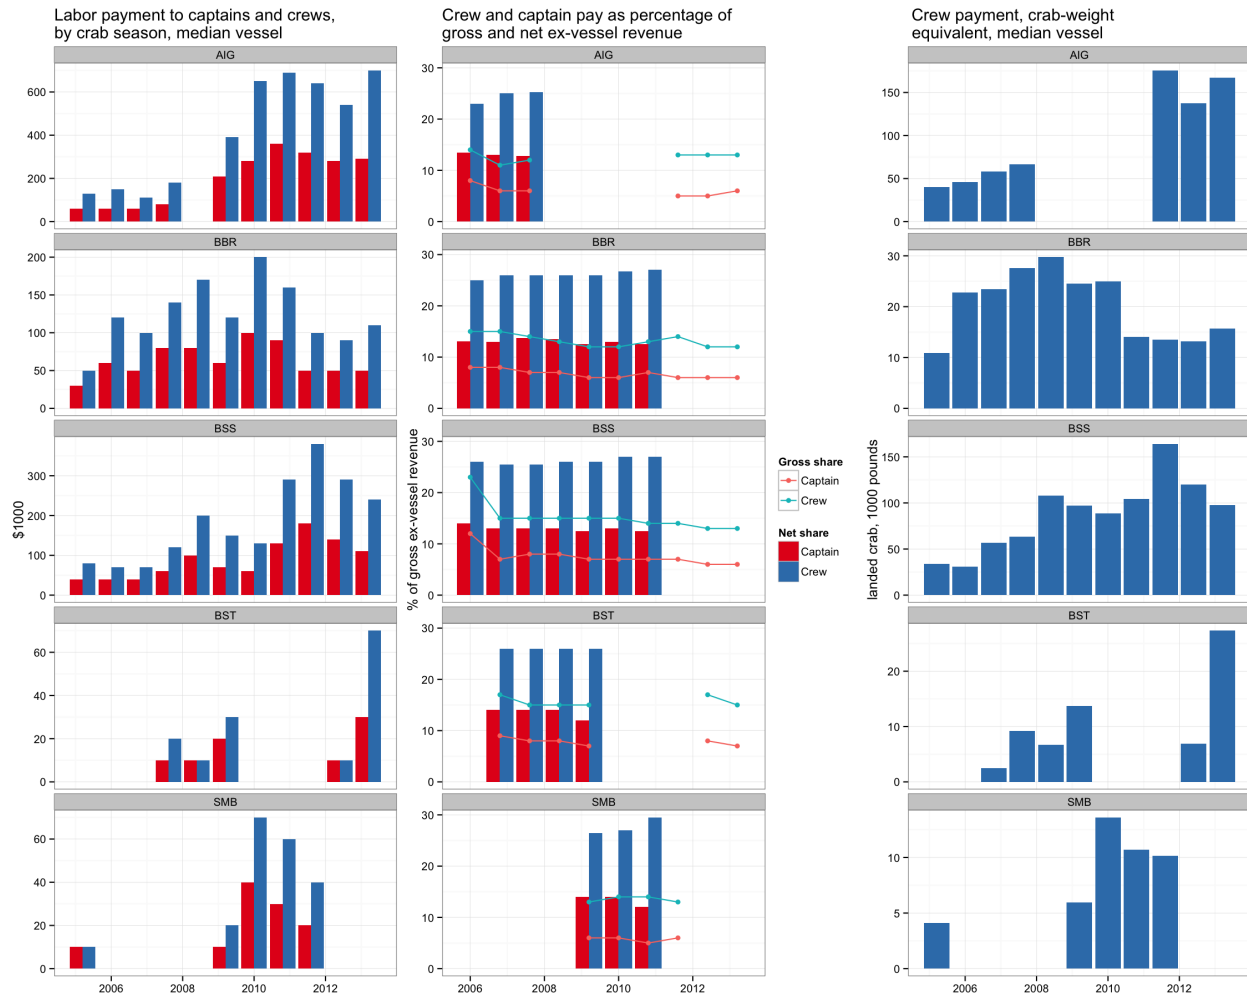 Labor payment to captains and crews,
by crab season, median vessel
AIG
600
400
200
0
BBR
200
150
100
50
0
BSS
300
200
100
0
BST
60
40
20
0
SMB
60
40
20
0
2006 2008 2010 2012
$1000
Crew and captain pay as percentage of
gross and net ex-vessel revenue
AIG
30
20
10
0
BBR
30
20
10
0
BSS
30
20
10
0
BST
30
20
10
0
SMB
30
20
10
0
2006 2008 2010 2012
% of gross ex-vessel revenue
Gross share
Captain
Crew
Net share
Captain
Crew
Crew payment, crab-weight
equivalent, median vessel
AIG
150
100
50
0
BBR
30
20
10
0
BSS
150
100
50
0
BST
20
10
0
SMB
10
5
0
2006 2008 2010 2012
landed crab, 1000 pounds